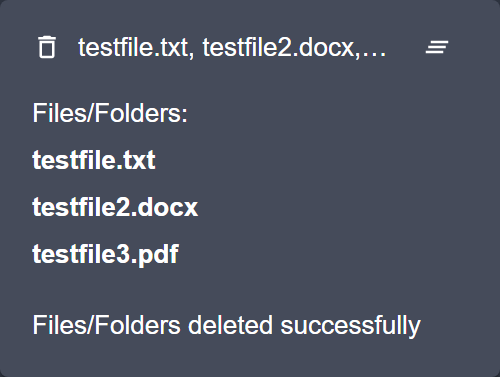 testfile.txt, testfile2.docx,...
Files/Folders:
testfile.txt
testfile2.docx
testfile3.pdf
Files/Folders deleted successfully